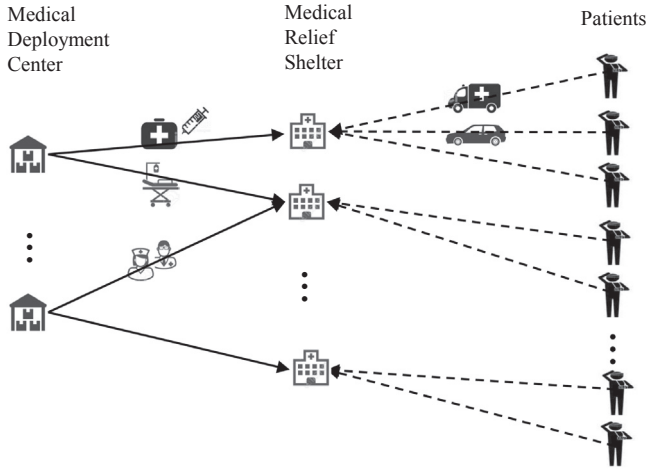 Medical
Deployment
Center
Medical
Relief
Shelter
Patients